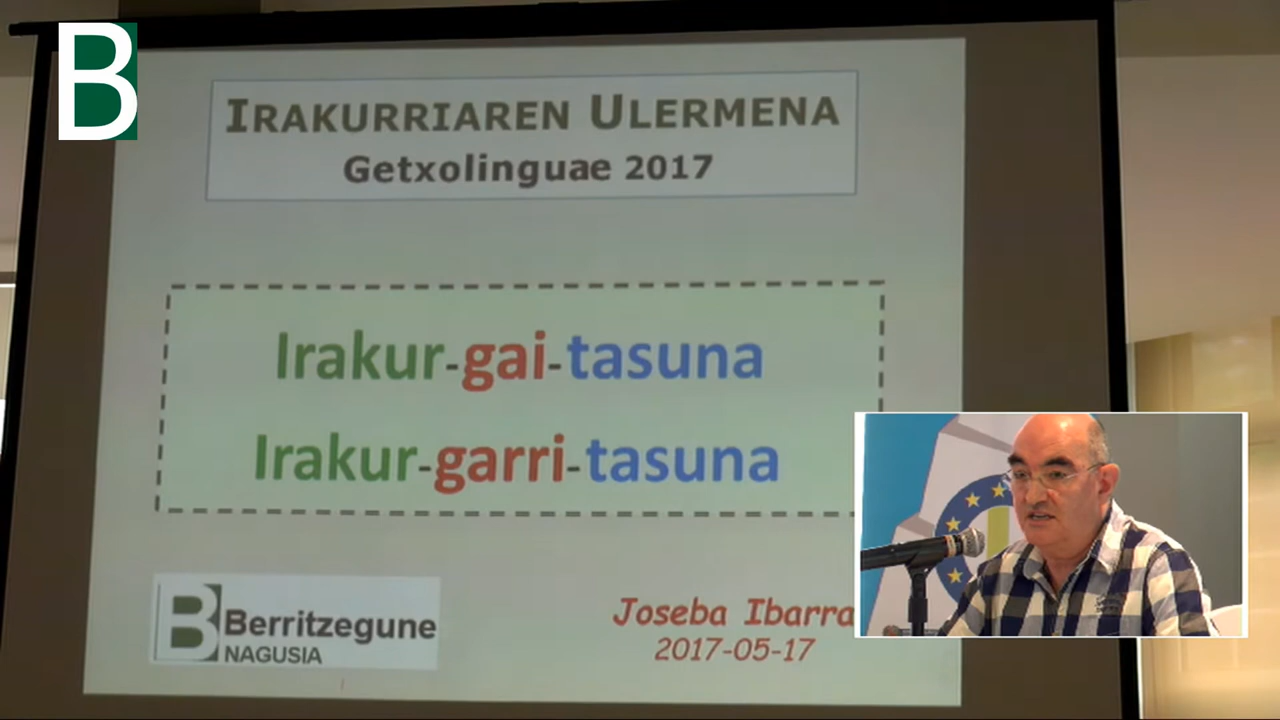 B
IRAKURRIAREN ULERMENA
Getxolinguae 2017
Irakur-gai-tasuna
Irakur-garri-tasuna
B Berritzegune
NAGUSIA
Joseba Ibarra
2017-05-17